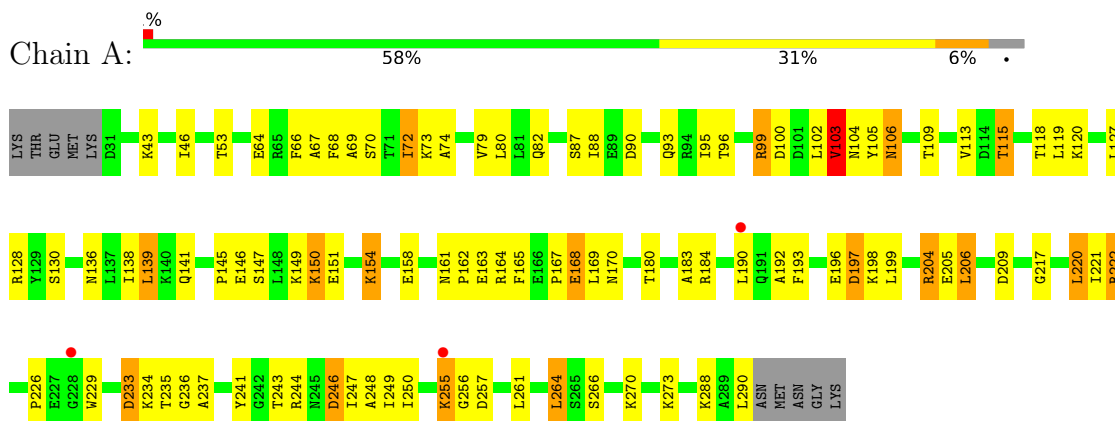 %
Chain A:
58% 31% 6% •
LYS THR GLU MET LYS D31 K43 I46 T53 E64 R65 F66 A67 F68 A69 S70 T71 I72 K73 A74 V79 L80 L81 Q82 S87 I88 E89 D90 Q93 R94 I95 T96 R99 D100 D101 L102 V103 N104 Y105 N106 T109 V113 D114 T115 T118 L119 K120 L127
R128 Y129 S130 N136 L137 I138 L139 K140 Q141 P145 E146 S147 L148 K149 K150 E151 K154 E158 N161 P162 E163 R164 F165 E166 P167 E168 L169 N170 T180 A183 R184 L190 Q191 A192 F193 E196 D197 K198 L199 R204 E205 L206 D209 G217 L220 I221
P226 E227 G228 W229 D233 K234 T235 G236 A237 Y241 G242 T243 R244 N245 D246 I247 A248 I249 I250 K255 G256 D257 L261 L264 S265 S266 K270 K273 K288 A289 L290 ASN MET ASN GLY LYS